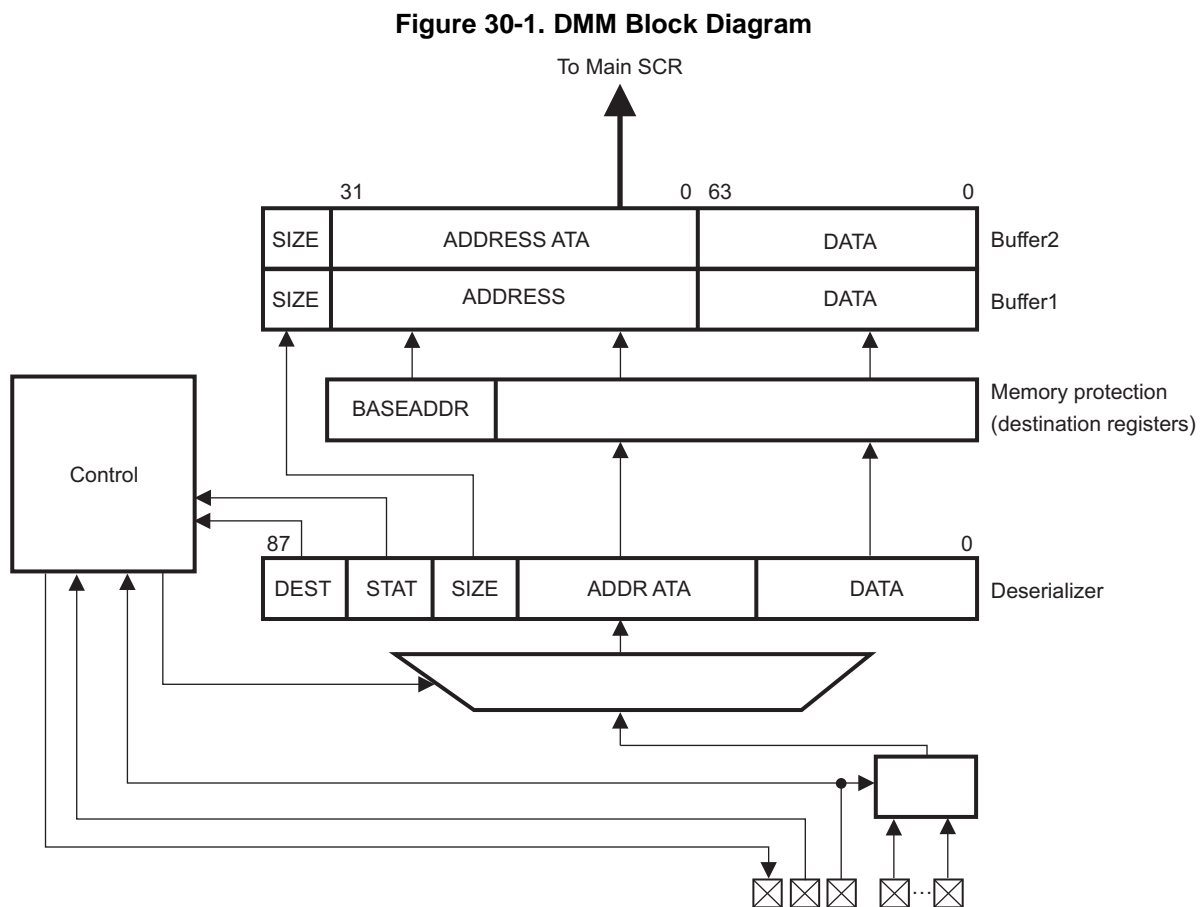 Figure 30-1. DMM Block Diagram
To Main SCR
31 0 63 0
SIZE ADDRESS ATA DATA Buffer2
SIZE ADDRESS DATA Buffer1
BASEADDR Memory protection
(destination registers)
Control
87 0
DEST STAT SIZE ADDR ATA DATA Deserializer
...